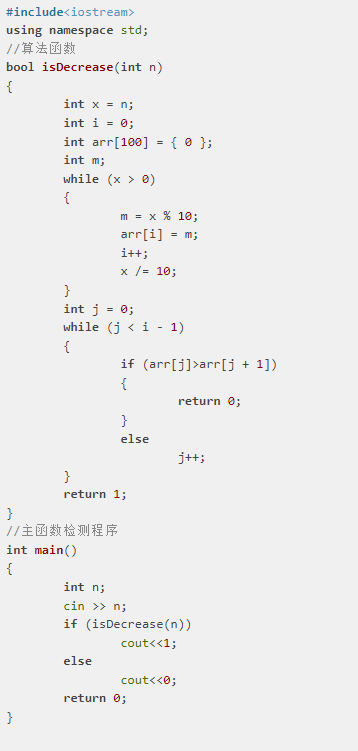 #include<iostream>
using namespace std;
//算法函数
bool isDecrease(int n)
{
int x = n;
int i = 0;
int arr[100] = { 0 };
int m;
while (x > 0)
{
m = x % 10;
arr[i] = m;
i++;
x /= 10;
}
int j = 0;
while (j < i - 1)
{
if (arr[j]>arr[j + 1])
{
return 0;
}
else
j++;
}
return 1;
}
//主函数检测程序
int main()
{
int n;
cin >> n;
if (isDecrease(n))
cout<<1;
else
cout<<0;
return 0;
}